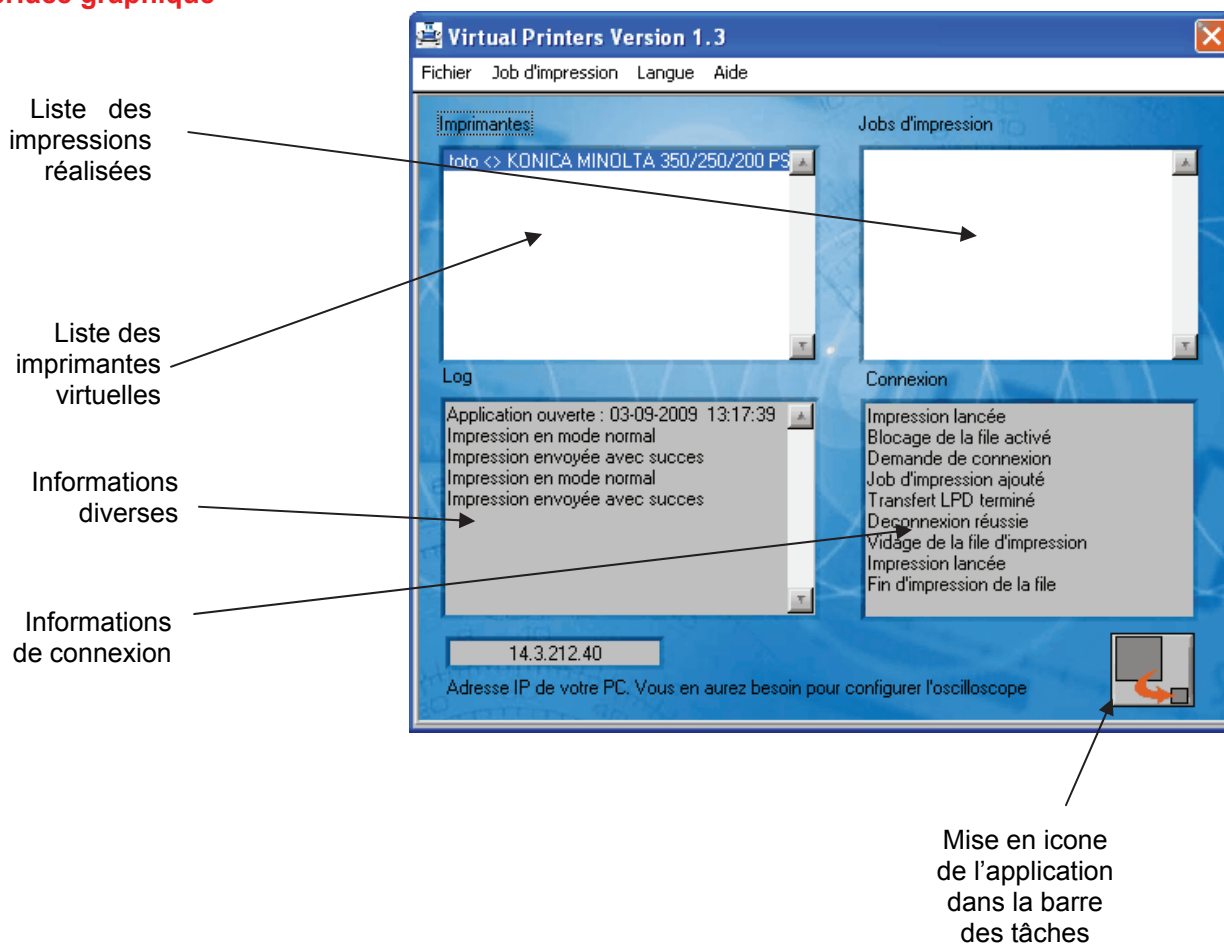 erface graphique
Virtual Printers Version 1.3
Fichier Job d'impression Langue Aide
Liste des
impressions
réalisées
Imprimantes
toto <> KONICA MINOLTA 350/250/200 PS
Jobs d'impression
Liste des
imprimantes
virtuelles
Log
Application ouverte : 03-09-2009 13:17:39
Impression en mode normal
Impression envoyée avec succes
Impression en mode normal
Impression envoyée avec succes
Connexion
Impression lancée
Blocage de la file activé
Demande de connexion
Job d'impression ajouté
Transfert LPD terminé
Deconnexion réussie
Vidage de la file d'impression
Impression lancée
Fin d'impression de la file
Informations
diverses
Informations
de connexion
14.3.212.40
Adresse IP de votre PC. Vous en aurez besoin pour configurer l'oscilloscope
Mise en icone
de l’application
dans la barre
des tâches